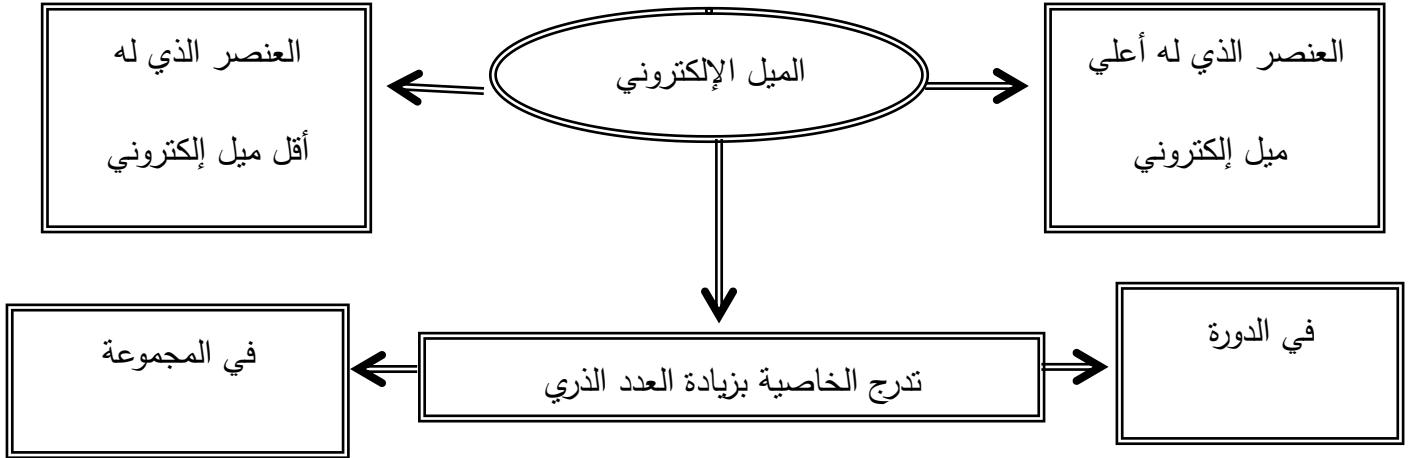 العنصر الذي له أعلي
ميل إلكتروني
الميل الإلكتروني
العنصر الذي له
أقل ميل إلكتروني
في الدورة
تدرج الخاصية بزيادة العدد الذري
في المجموعة